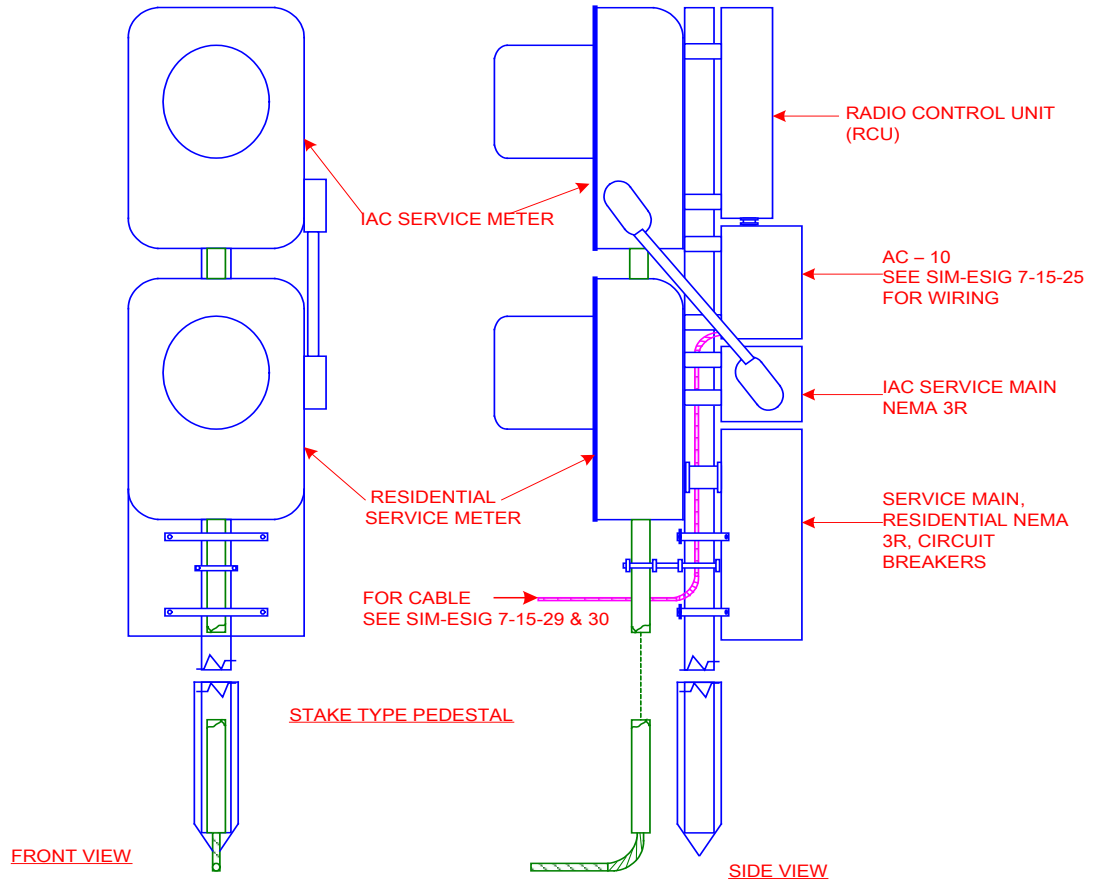 RADIO CONTROL UNIT
(RCU)
IAC SERVICE METER
AC – 10
SEE SIM-ESIG 7-15-25
FOR WIRING
IAC SERVICE MAIN
NEMA 3R
RESIDENTIAL
SERVICE METER
SERVICE MAIN,
RESIDENTIAL NEMA
3R, CIRCUIT
BREAKERS
FOR CABLE
SEE SIM-ESIG 7-15-29 & 30
STAKE TYPE PEDESTAL
FRONT VIEW
SIDE VIEW